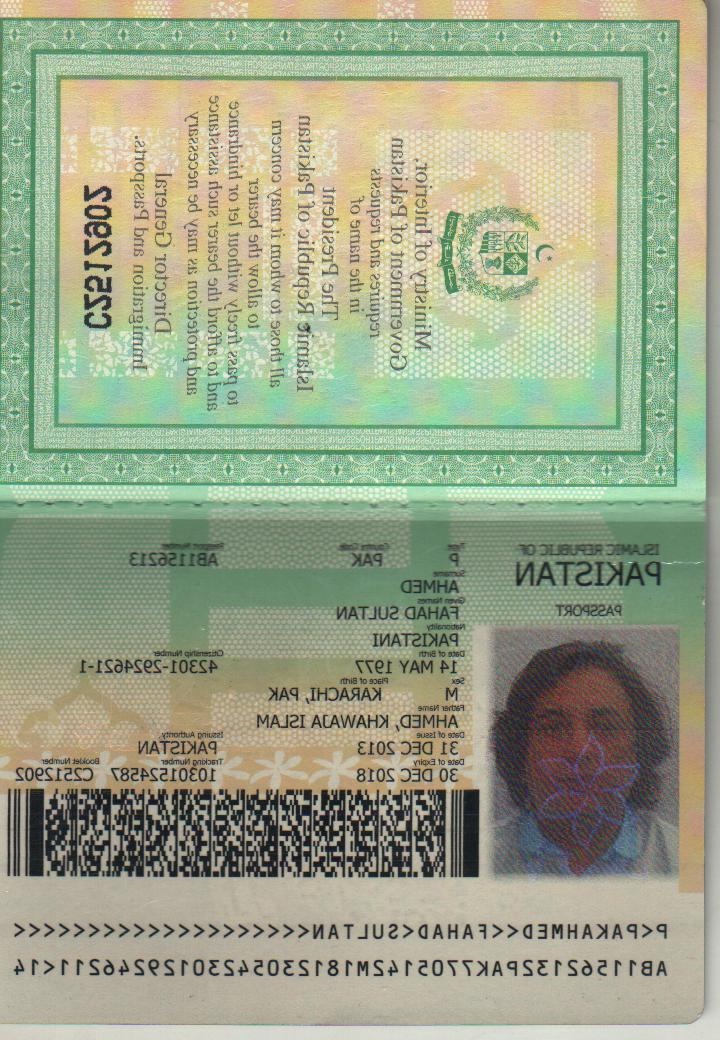 Ministry of Interior,
Government of Pakistan
requires and requests
in the name of
The President
Islamic Republic of Pakistan
all those to whom it may concern
to allow the bearer
to pass freely without let or hindrance
and to afford the bearer such assistance
and protection as may be necessary
Director General
Immigration and Passports.
C2512902
ISLAMIC REPUBLIC OF
PAKISTAN
PASSPORT
Type Country Code Passport Number
P PAK AB1156213
Surname
AHMED
Given Names
FAHAD SULTAN
Nationality
PAKISTANI
Date of Birth Citizenship Number
14 MAY 1977 42301-2924621-1
Sex Place of Birth
M KARACHI, PAK
Father Name
AHMED, KHAWAJA ISLAM
Date of Issue Issuing Authority
31 DEC 2013 PAKISTAN
Date of Expiry Tracking Number Booklet Number
30 DEC 2018 10301524587 C2512902
P<PAKAHMED<<FAHAD<SULTAN<<<<<<<<<<<<<<<<<<<<
AB11562132PAK7705142M18123054230129246211<14